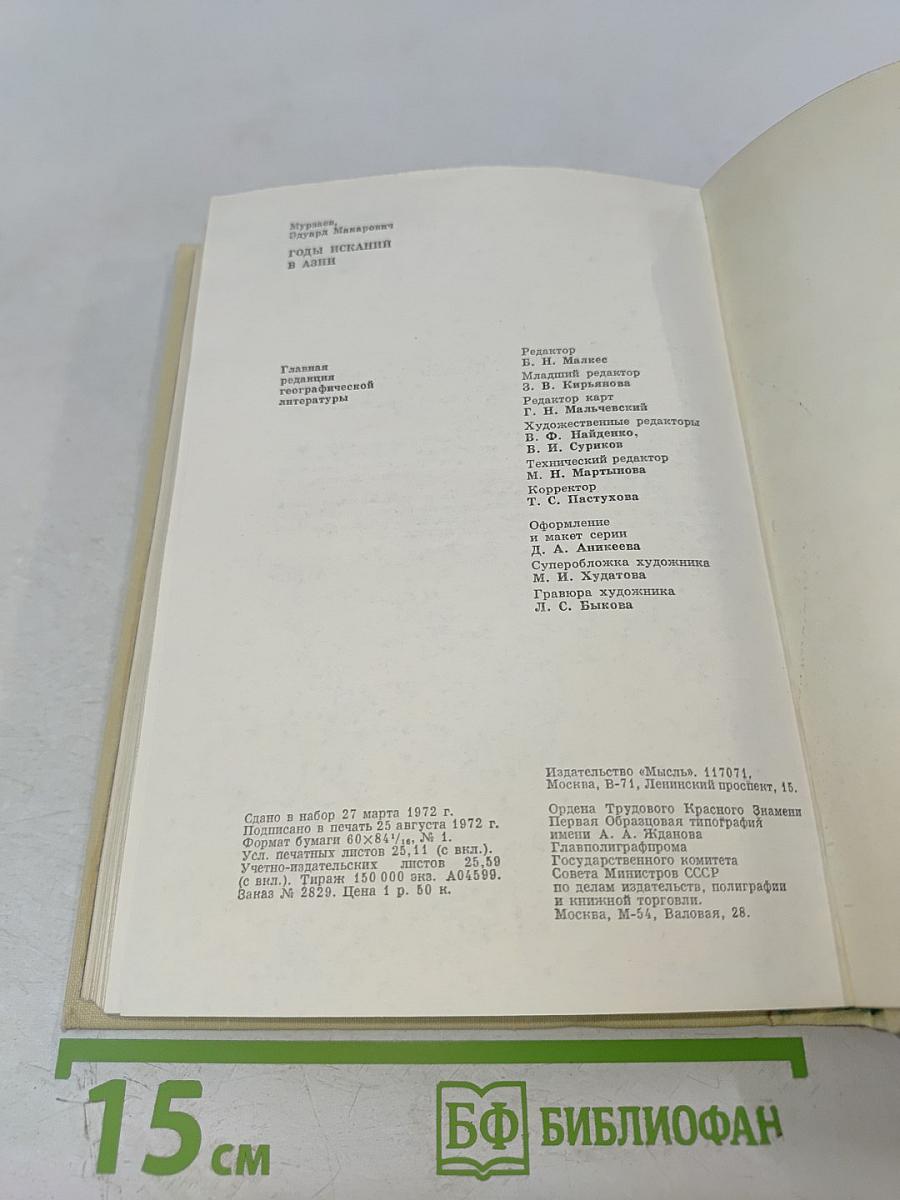 Мурзаев,
Эдуард Макарович
ГОДЫ ИСКАНИЙ
В АЗИИ
Главная
редакция
географической
литературы
Редактор
Б. Н. Малкес
Младший редактор
З. В. Кирьянова
Редактор карт
Г. Н. Мальчевский
Художественные редакторы
В. Ф. Найденко,
В. И. Суриков
Технический редактор
М. Н. Мартынова
Корректор
Т. С. Пастухова
Оформление
и макет серии
Д. А. Аникеева
Суперобложка художника
М. И. Худатова
Гравюра художника
Л. С. Быкова
Сдано в набор 27 марта 1972 г.
Подписано в печать 25 августа 1972 г.
Формат бумаги 60×84¹/₁₆, № 1.
Усл. печатных листов 25,11 (с вкл.).
Учетно-издательских листов 25,59
(с вкл.). Тираж 150 000 экз. А04599.
Заказ № 2829. Цена 1 р. 50 к.
Издательство «Мысль». 117071,
Москва, В-71, Ленинский проспект, 15.
Ордена Трудового Красного Знамени
Первая Образцовая типография
имени А. А. Жданова
Главполиграфпрома
Государственного комитета
Совета Министров СССР
по делам издательств, полиграфии
и книжной торговли.
Москва, М-54, Валовая, 28.
15 см
БФ БИБЛИОФАН